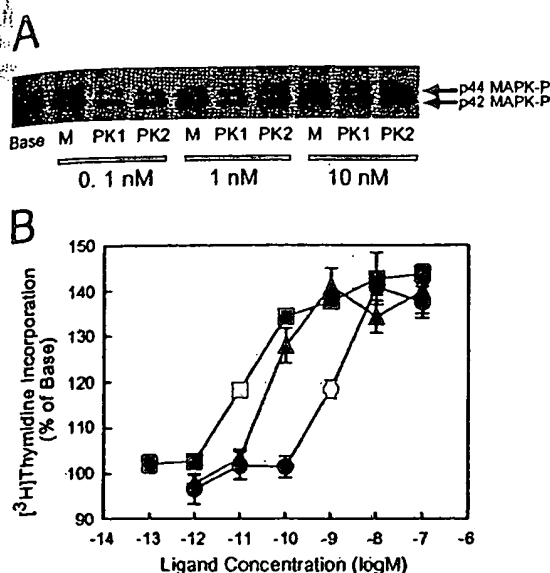 A
p44 MAPK-P
p42 MAPK-P
Base M PK1 PK2 M PK1 PK2 M PK1 PK2
0.1 nM 1 nM 10 nM
B
150
140
130
120
110
100
90
[³H]Thymidine Incorporation
(% of Base)
-14 -13 -12 -11 -10 -9 -8 -7 -6
Ligand Concentration (logM)